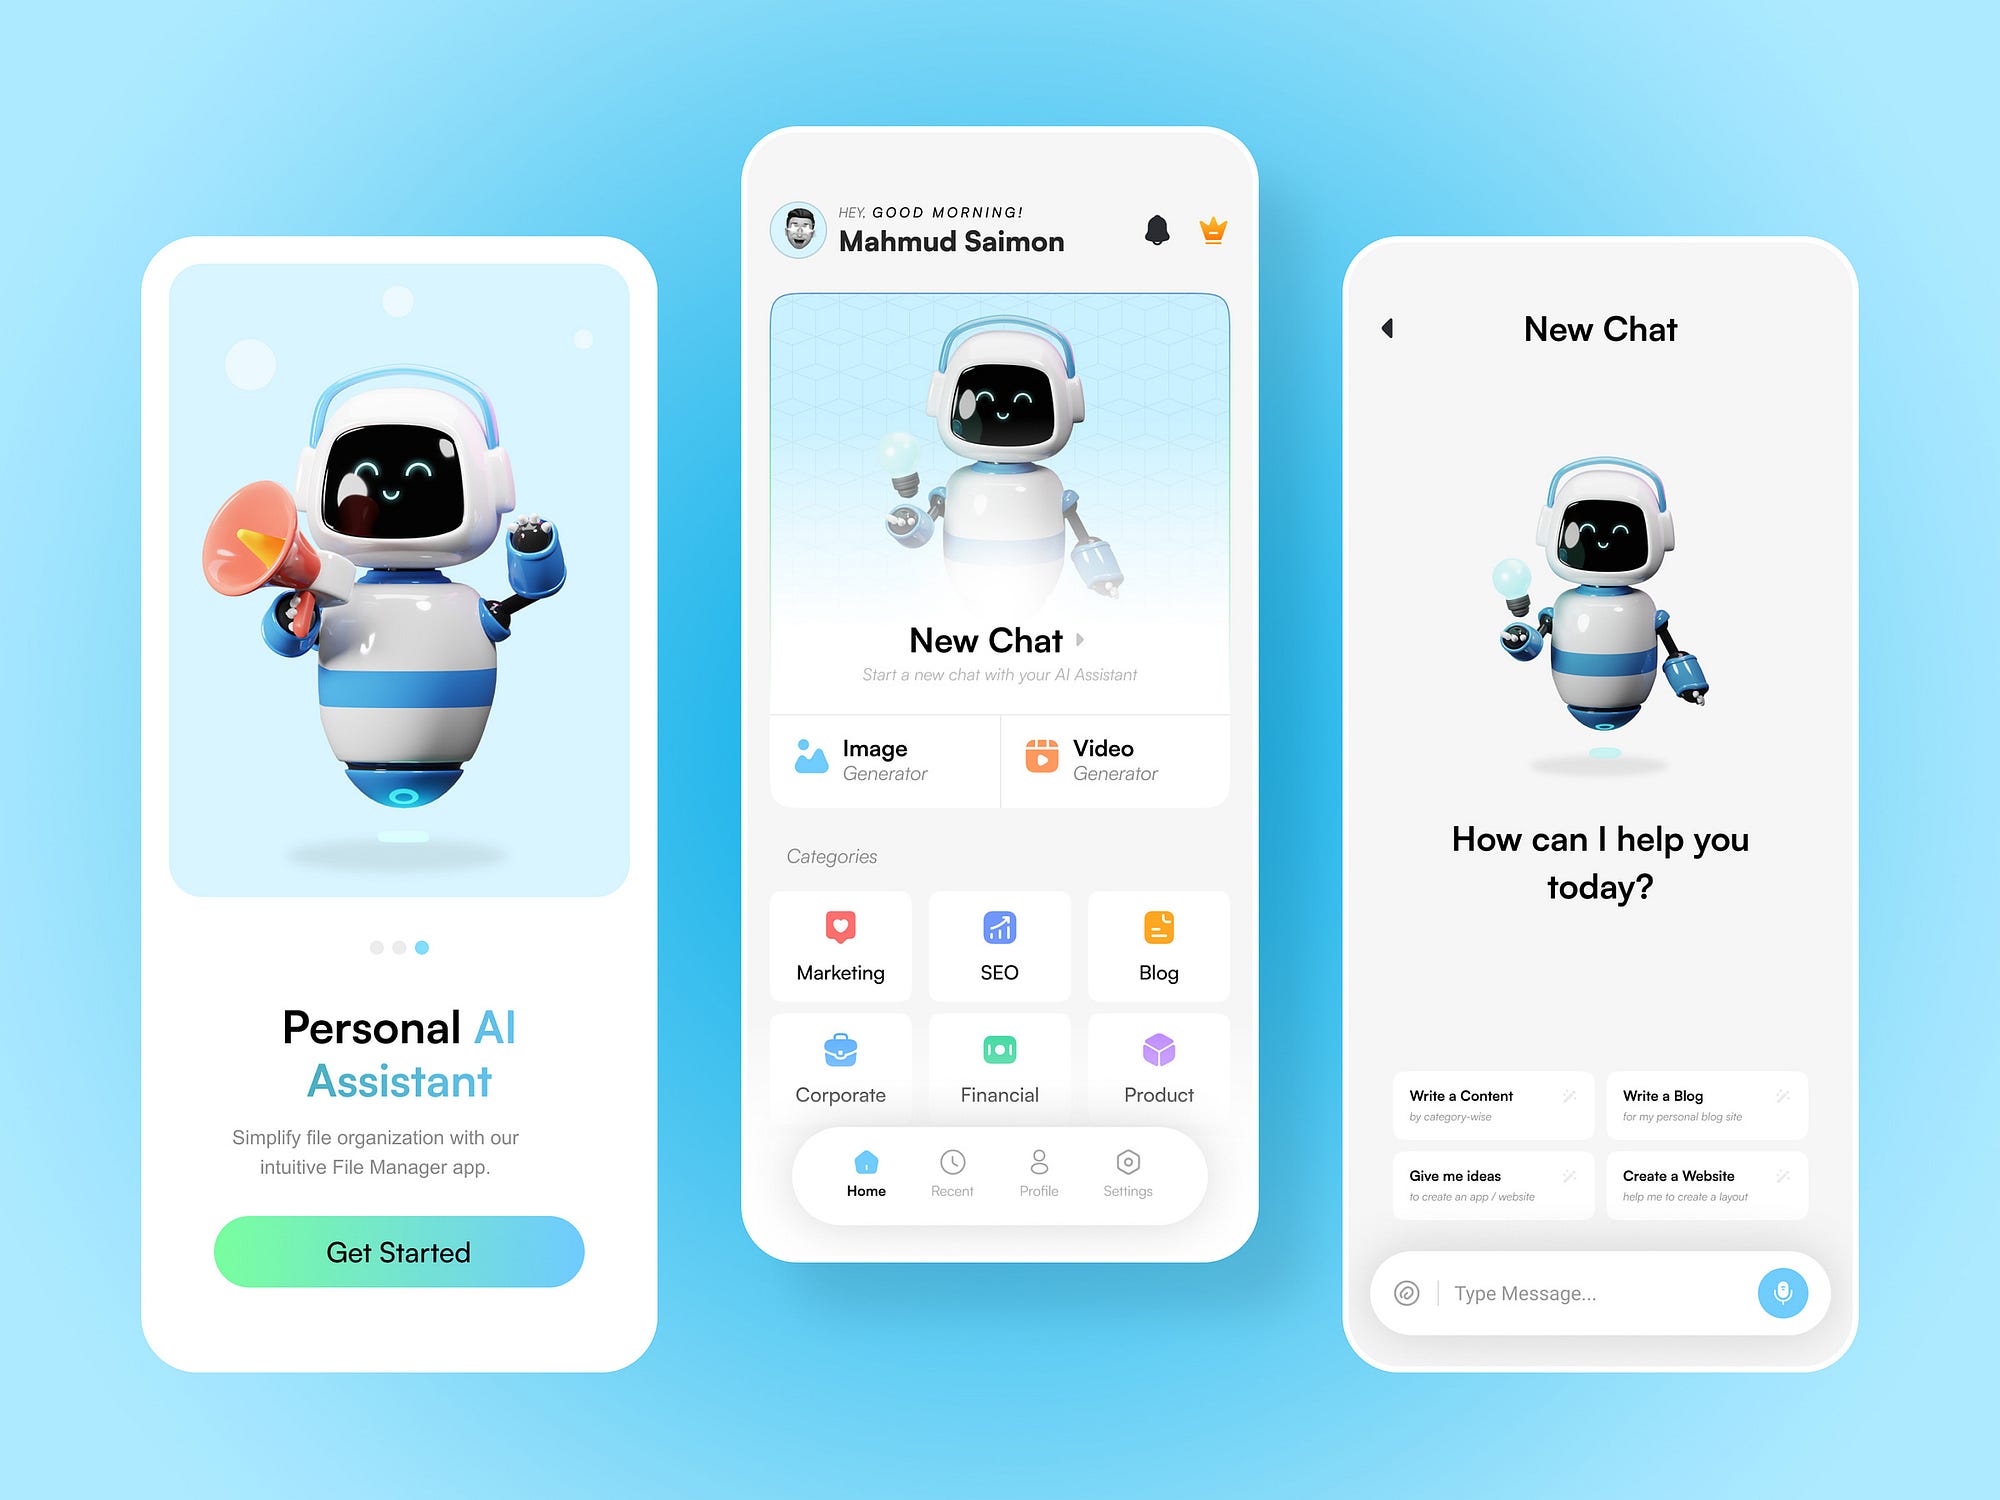 Personal AI
Assistant
Simplify file organization with our
intuitive File Manager app.
Get Started
HEY, GOOD MORNING!
Mahmud Saimon
New Chat
Start a new chat with your AI Assistant
Image
Generator
Video
Generator
Categories
Marketing
SEO
Blog
Corporate
Financial
Product
Home
Recent
Profile
Settings
New Chat
How can I help you
today?
Write a Content
by category-wise
Write a Blog
for my personal blog site
Give me ideas
to create an app / website
Create a Website
help me to create a layout
Type Message...